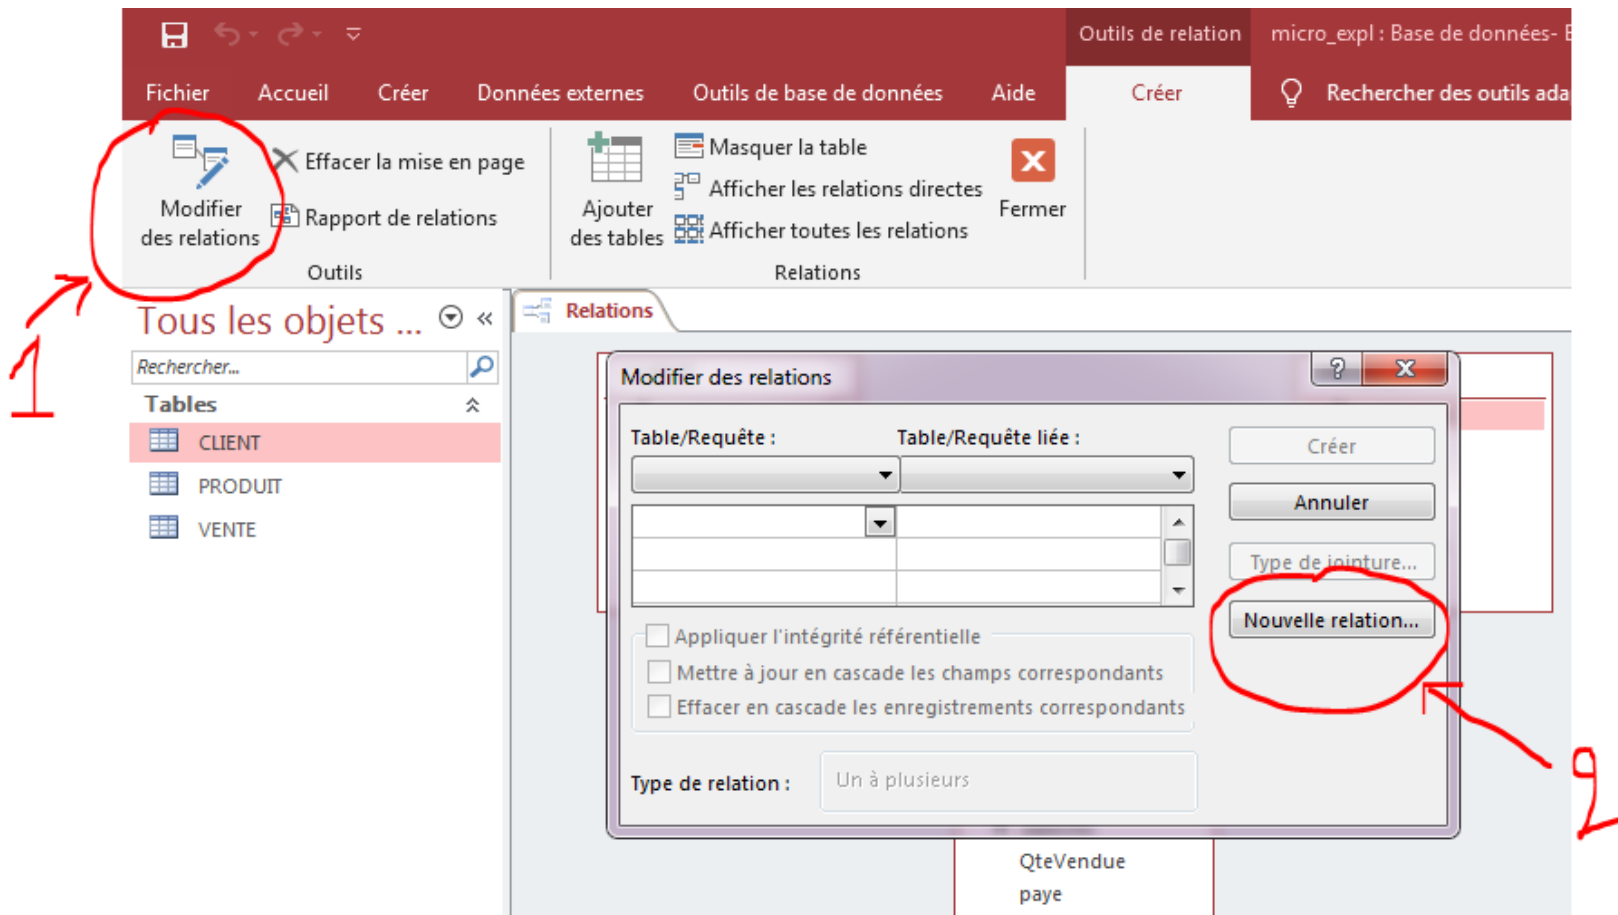 Outils de relation micro_expl : Base de données-
Fichier Accueil Créer Données externes Outils de base de données Aide Créer Rechercher des outils ada
Modifier
des relations
Effacer la mise en page
Rapport de relations
Outils
Ajouter
des tables
Masquer la table
Afficher les relations directes
Afficher toutes les relations
Fermer
Relations
1
Tous les objets ...
Rechercher...
Tables
CLIENT
PRODUIT
VENTE
Relations
Modifier des relations
Table/Requête : Table/Requête liée :
Créer
Annuler
Type de jointure...
Nouvelle relation...
Appliquer l'intégrité référentielle
Mettre à jour en cascade les champs correspondants
Effacer en cascade les enregistrements correspondants
Type de relation : Un à plusieurs
2
QteVendue
paye